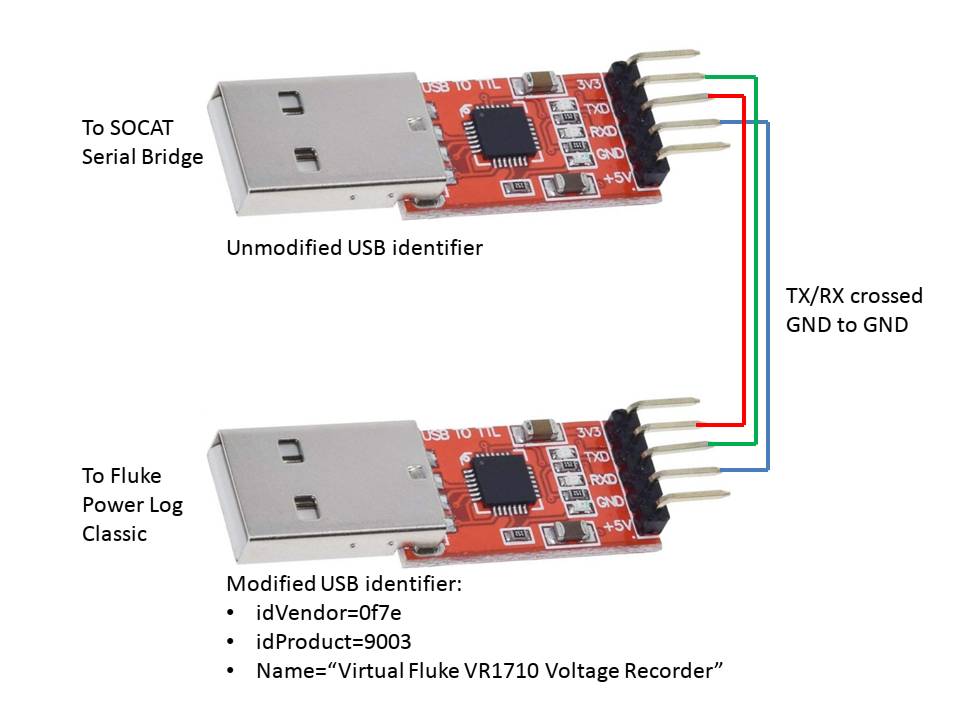 USB TO TTL
3V3
TXD
RXD
GND
+5V
To SOCAT
Serial Bridge
Unmodified USB identifier
TX/RX crossed
GND to GND
USB TO TTL
3V3
TXD
RXD
GND
+5V
To Fluke
Power Log
Classic
Modified USB identifier:
• idVendor=0f7e
• idProduct=9003
• Name=“Virtual Fluke VR1710 Voltage Recorder”